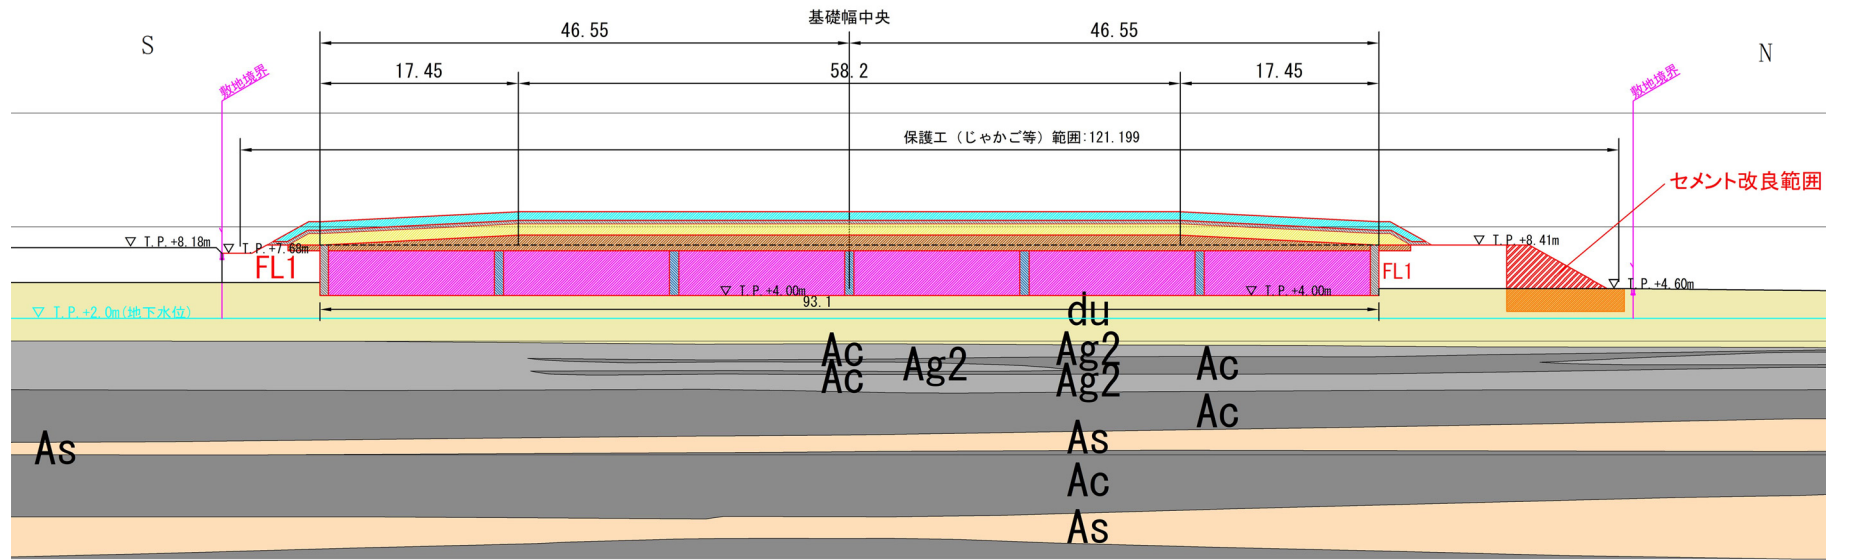 基礎幅中央
46.55
46.55
S
N
17.45
58.2
17.45
敷地境界
敷地境界
保護工（じゃかご等）範囲:121.199
セメント改良範囲
▽ T.P.+8.18m
▽ T.P.+7.68m
▽ T.P.+8.41m
FL1
FL1
▽ T.P.+4.00m
▽ T.P.+4.00m
▽ T.P.+4.60m
93.1
du
▽ T.P.+2.0m(地下水位)
Ac
Ag2
Ag2
Ac
Ac
Ag2
Ac
As
As
Ac
As